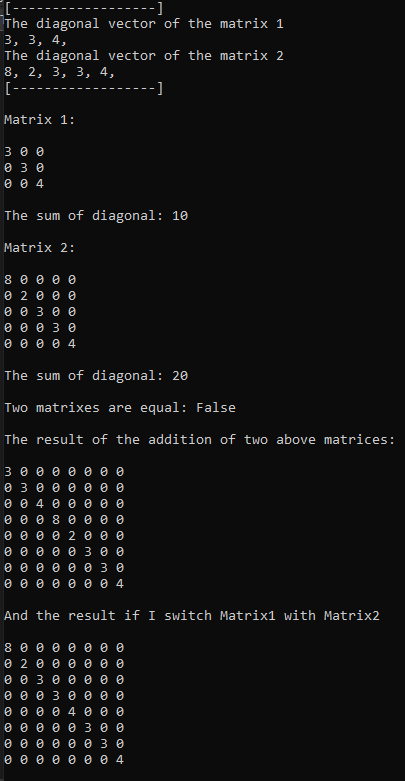 [------------------]
The diagonal vector of the matrix 1
3, 3, 4,
The diagonal vector of the matrix 2
8, 2, 3, 3, 4,
[------------------]
Matrix 1:
3 0 0
0 3 0
0 0 4
The sum of diagonal: 10
Matrix 2:
8 0 0 0 0
0 2 0 0 0
0 0 3 0 0
0 0 0 3 0
0 0 0 0 4
The sum of diagonal: 20
Two matrixes are equal: False
The result of the addition of two above matrices:
3 0 0 0 0 0 0 0
0 3 0 0 0 0 0 0
0 0 4 0 0 0 0 0
0 0 0 8 0 0 0 0
0 0 0 0 2 0 0 0
0 0 0 0 0 3 0 0
0 0 0 0 0 0 3 0
0 0 0 0 0 0 0 4
And the result if I switch Matrix1 with Matrix2
8 0 0 0 0 0 0 0
0 2 0 0 0 0 0 0
0 0 3 0 0 0 0 0
0 0 0 3 0 0 0 0
0 0 0 0 4 0 0 0
0 0 0 0 0 3 0 0
0 0 0 0 0 0 3 0
0 0 0 0 0 0 0 4